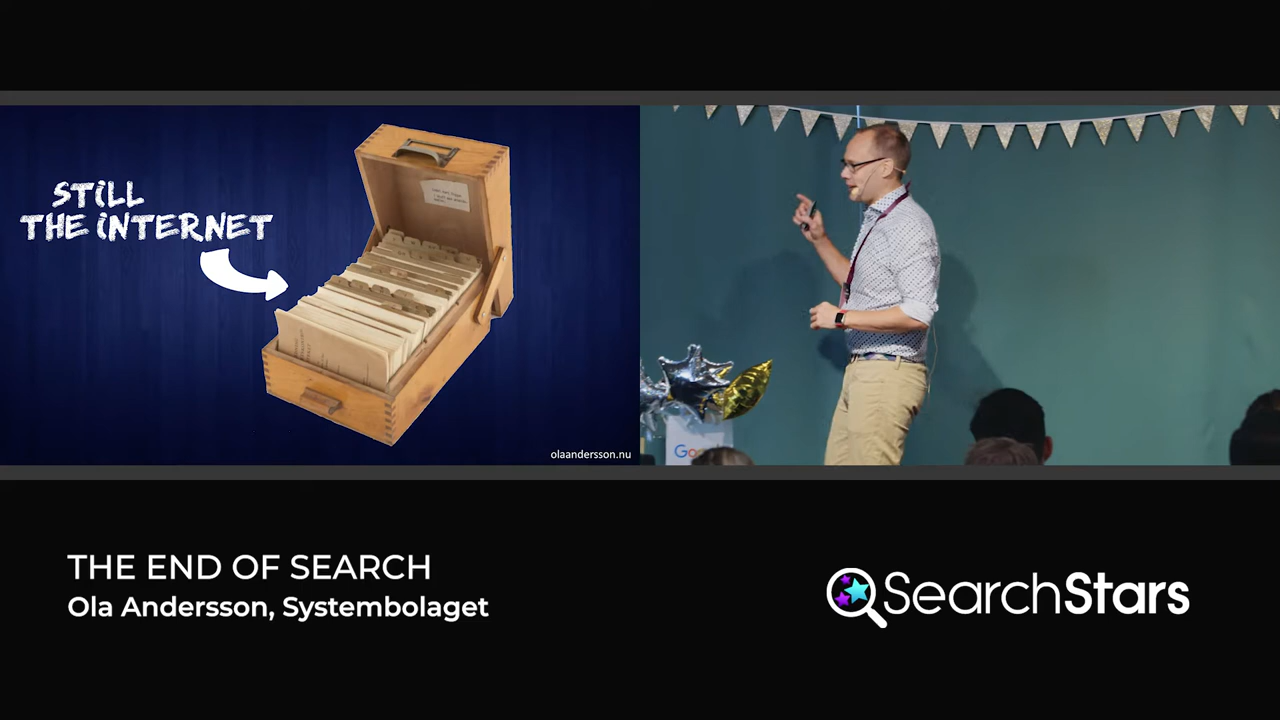 STiLL
THE iNTERNET
olaandersson.nu
THE END OF SEARCH
Ola Andersson, Systembolaget
SearchStars